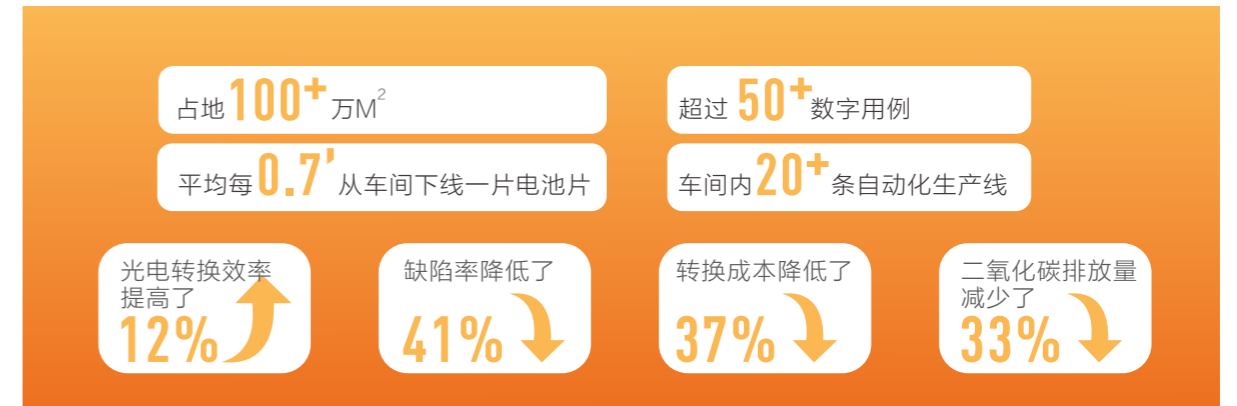 占地100+万M²
超过50+数字用例
平均每0.7'从车间下线一片电池片
车间内20+条自动化生产线
光电转换效率
提高了
12%
缺陷率降低了
41%
转换成本降低了
37%
二氧化碳排放量
减少了
33%